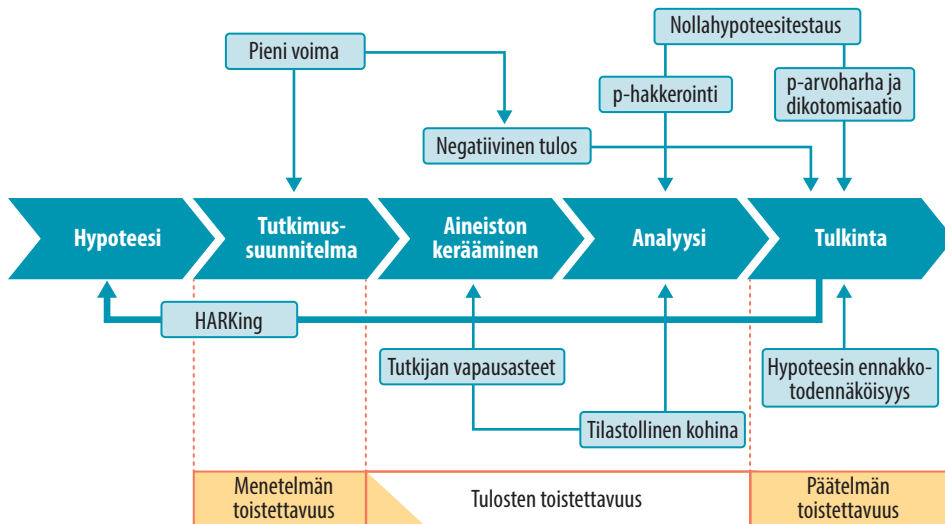 Nollahypoteesitestaus
Pieni voima
p-hakkerointi
p-arvoharha ja
dikotomisaatio
Negatiivinen tulos
Hypoteesi
Tutkimus-
suunnitelma
Aineiston
kerääminen
Analyysi
Tulkinta
HARKing
Tutkijan vapausasteet
Hypoteesin ennakko-
todennäköisyys
Tilastollinen kohina
Menetelmän
toistettavuus
Tulosten toistettavuus
Päätelmän
toistettavuus